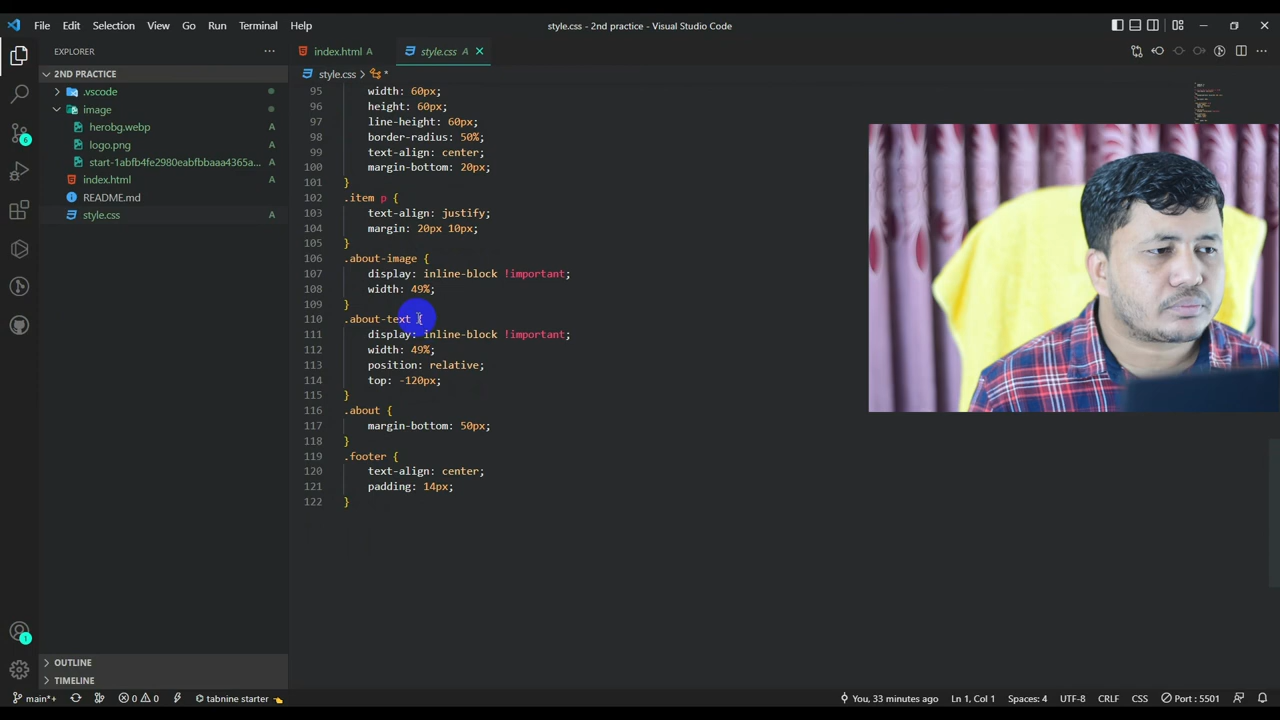 File Edit Selection View Go Run Terminal Help
style.css - 2nd practice - Visual Studio Code
EXPLORER
2ND PRACTICE
.vscode
image
herobg.webp A
logo.png A
start-1abfb4fe2980eabfbbaaa4365a... A
index.html A
README.md
style.css A
OUTLINE
TIMELINE
index.html A
style.css A
style.css > *
95 width: 60px;
96 height: 60px;
97 line-height: 60px;
98 border-radius: 50%;
99 text-align: center;
100 margin-bottom: 20px;
101 }
102 .item p {
103 text-align: justify;
104 margin: 20px 10px;
105 }
106 .about-image {
107 display: inline-block !important;
108 width: 49%;
109 }
110 .about-text {
111 display: inline-block !important;
112 width: 49%;
113 position: relative;
114 top: -120px;
115 }
116 .about {
117 margin-bottom: 50px;
118 }
119 .footer {
120 text-align: center;
121 padding: 14px;
122 }
6
1
main*+ 0 0 tabnine starter You, 33 minutes ago Ln 1, Col 1 Spaces: 4 UTF-8 CRLF CSS Port : 5501